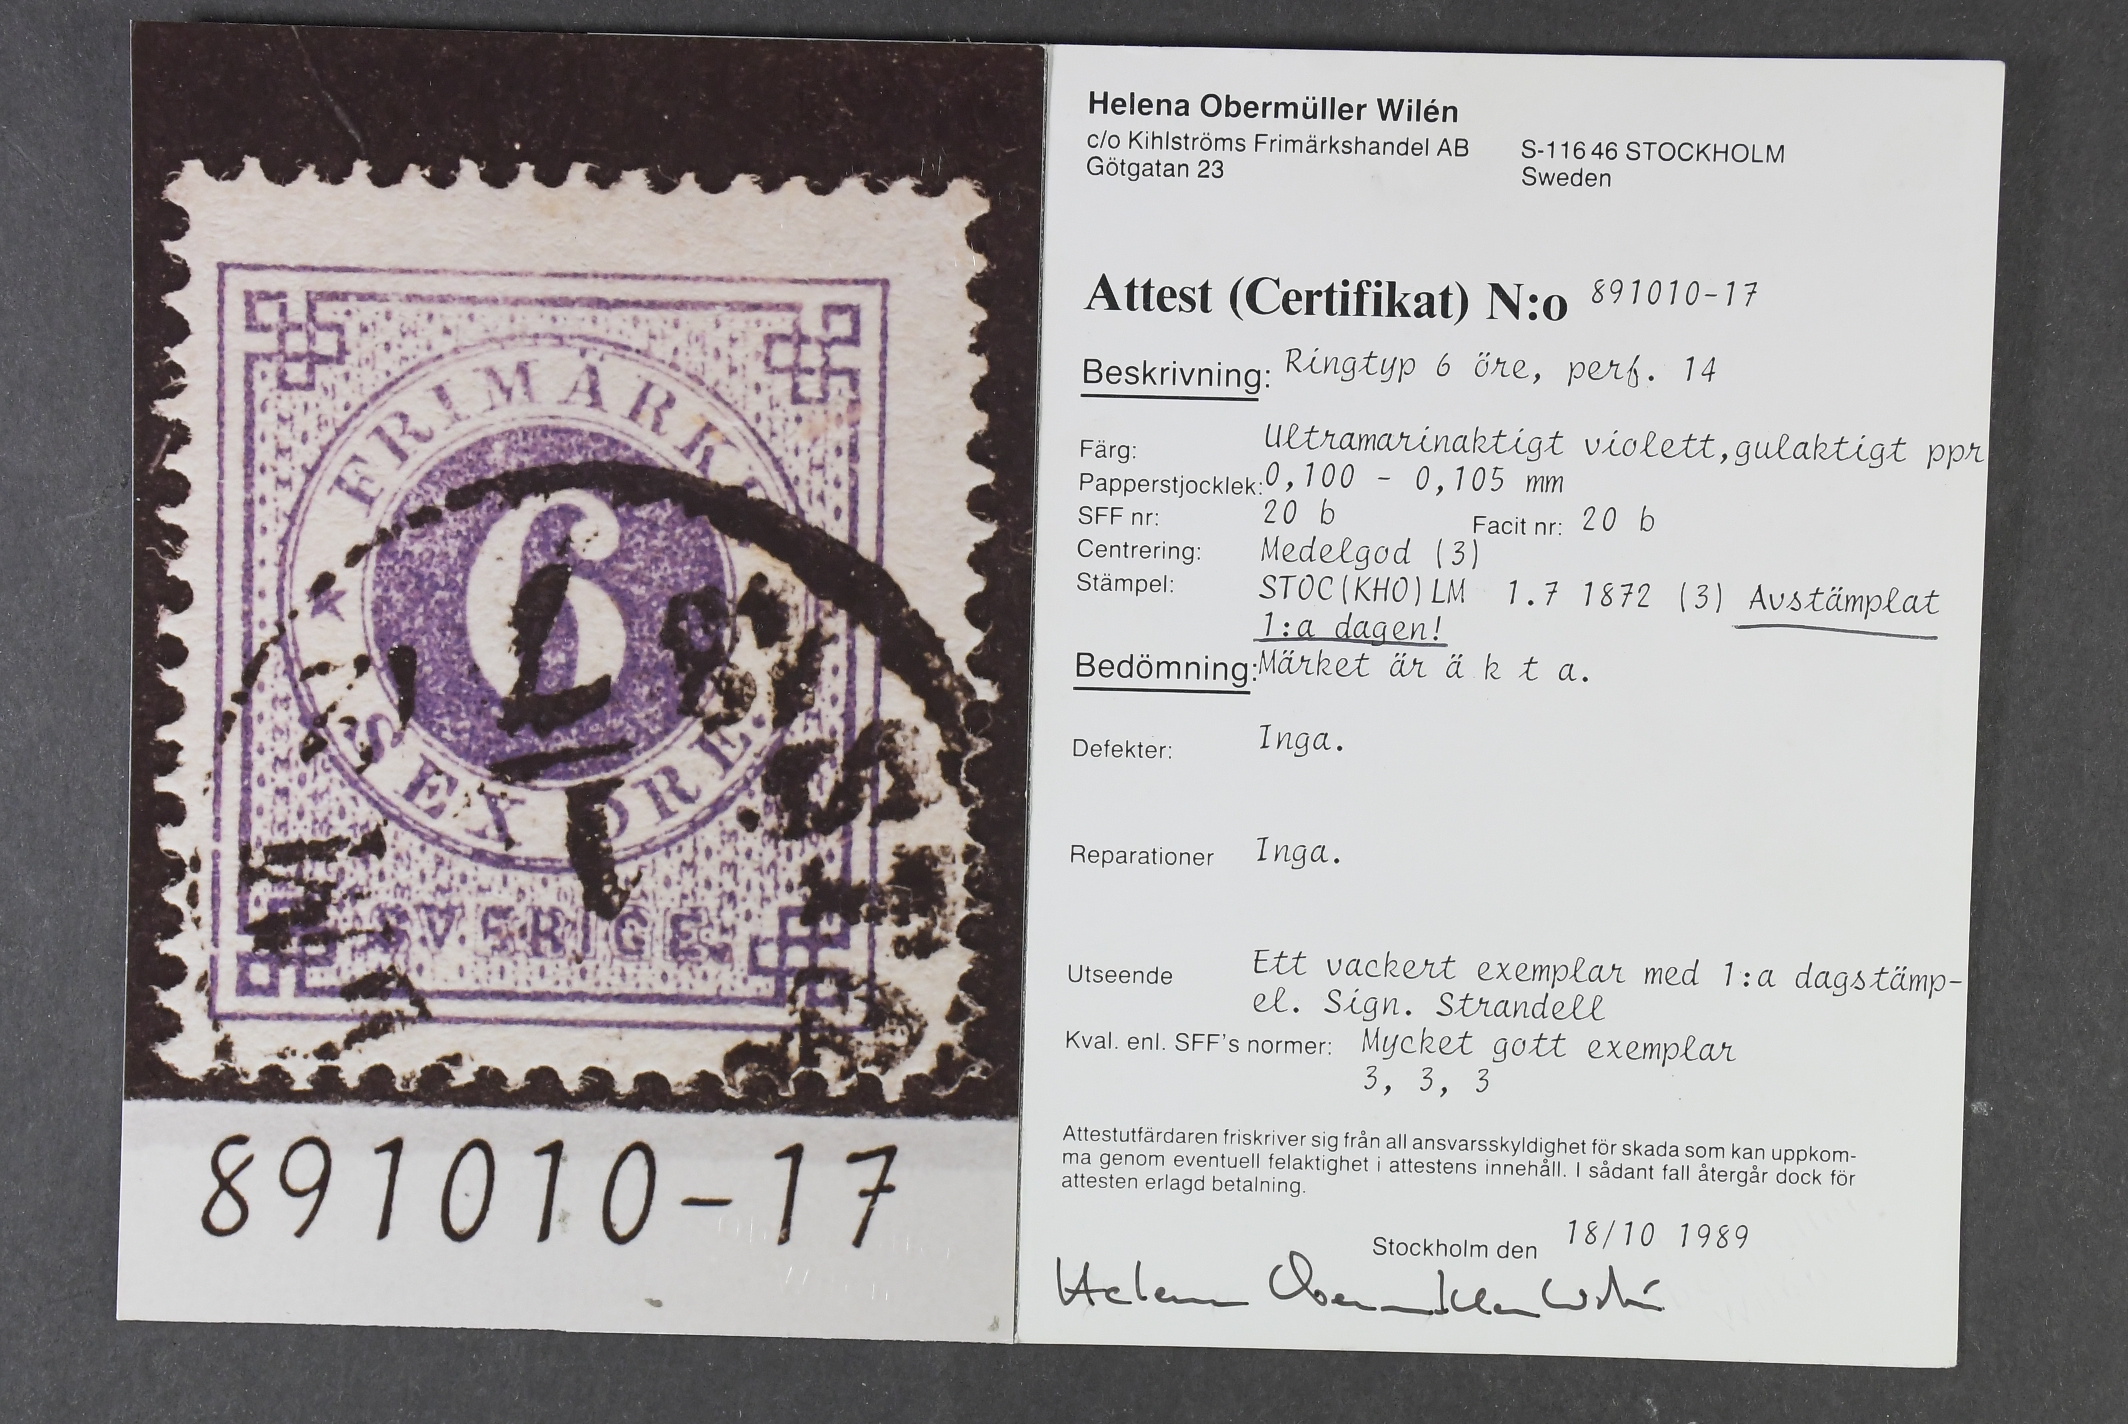 FRIMÄRKE
6
SEX ÖRE
SVERIGE.
891010-17
Helena Obermüller Wilén
c/o Kihlströms Frimärkshandel AB
Götgatan 23
S-116 46 STOCKHOLM
Sweden
Attest (Certifikat) N:o 891010-17
Beskrivning: Ringtyp 6 öre, perf. 14
Färg: Ultramarinaktigt violett, gulaktigt ppr
Papperstjocklek: 0,100 - 0,105 mm
SFF nr: 20 b Facit nr: 20 b
Centrering: Medelgod (3)
Stämpel: STOC(KHO)LM 1.7 1872 (3) Avstämplat
1:a dagen!
Bedömning: Märket är ä k t a.
Defekter: Inga.
Reparationer Inga.
Utseende Ett vackert exemplar med 1:a dagstämp-
el. Sign. Strandell
Kval. enl. SFF's normer: Mycket gott exemplar
3, 3, 3
Attestutfärdaren friskriver sig från all ansvarsskyldighet för skada som kan uppkom-
ma genom eventuell felaktighet i attestens innehåll. I sådant fall återgår dock för
attesten erlagd betalning.
Stockholm den 18/10 1989
Helena Obermüller Wilén